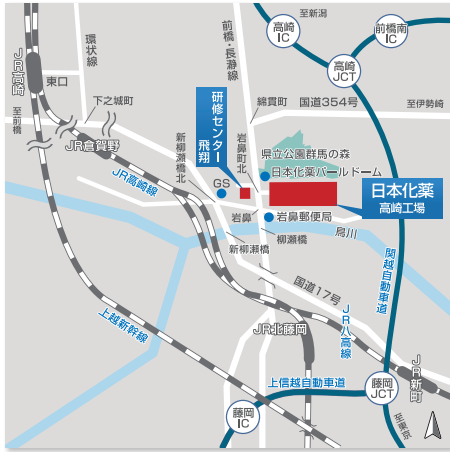 至新潟
高崎
IC
前橋南
IC
高崎
JCT
前橋・長瀞線
環状線
JR高崎
至前橋
東口
下之城町
綿貫町
国道354号
至伊勢崎
研修センター
飛翔
岩鼻町北
新柳瀬橋北
JR倉賀野
JR高崎線
GS
県立公園群馬の森
日本化薬パールドーム
日本化薬
高崎工場
岩鼻
岩鼻郵便局
烏川
新柳瀬橋
柳瀬橋
国道17号
関越自動車道
上越新幹線
JR北藤岡
JR八高線
JR新町
上信越自動車道
藤岡
JCT
藤岡
IC
至東京